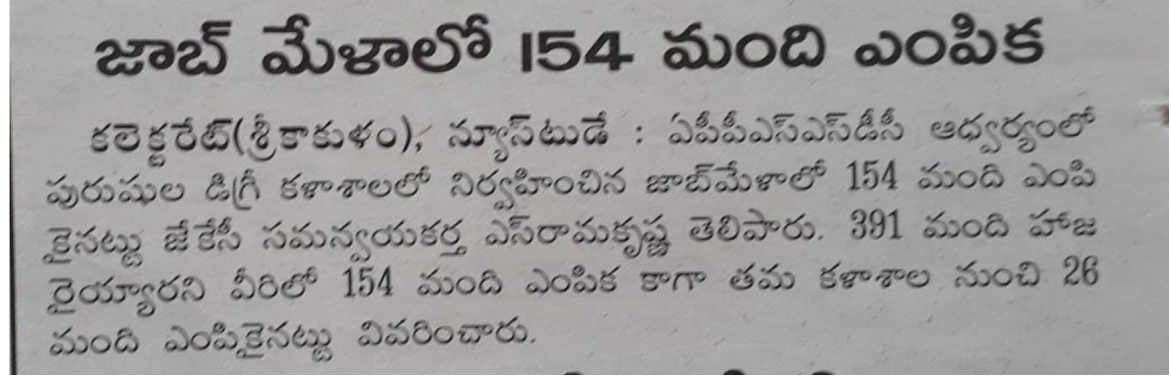 జాబ్ మేళాలో 154 మంది ఎంపిక
కలెక్టరేట్(శ్రీకాకుళం), న్యూస్‌టుడే : ఏపీపీఎస్ఎస్‌డీసీ ఆధ్వర్యంలో
పురుషుల డిగ్రీ కళాశాలలో నిర్వహించిన జాబ్‌మేళాలో 154 మంది ఎంపి
కైనట్టు జేకేసీ సమన్వయకర్త ఎస్‌రామకృష్ణ తెలిపారు. 391 మంది హాజ
రైయ్యారని వీరిలో 154 మంది ఎంపిక కాగా తమ కళాశాల నుంచి 26
మంది ఎంపికైనట్టు వివరించారు.